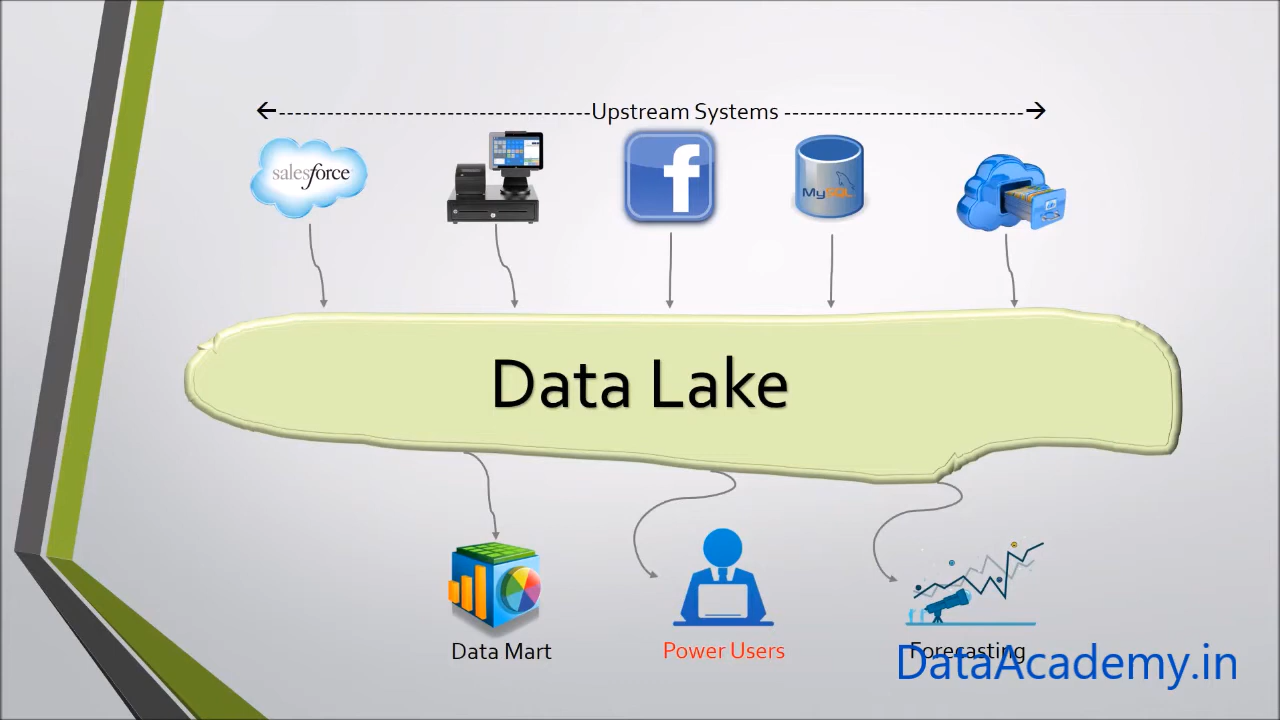 ←-------------------------------Upstream Systems ------------------------→
salesforce
f
MySQL
Data Lake
Data Mart
Power Users
Forecasting
DataAcademy.in